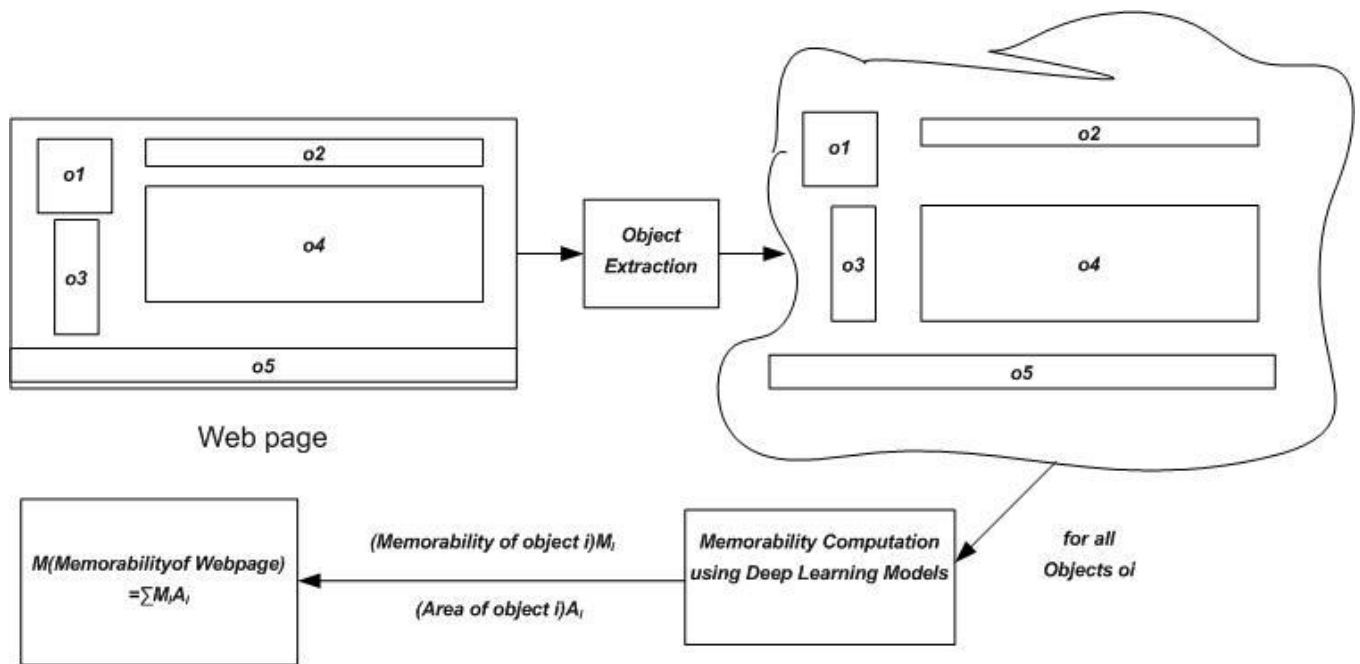 o1
o2
o3
o4
o5
Web page
Object
Extraction
o1
o2
o3
o4
o5
for all
Objects oi
Memorability Computation
using Deep Learning Models
(Memorability of object i)Mᵢ
(Area of object i)Aᵢ
M(Memorabilityof Webpage)
=∑MᵢAᵢ